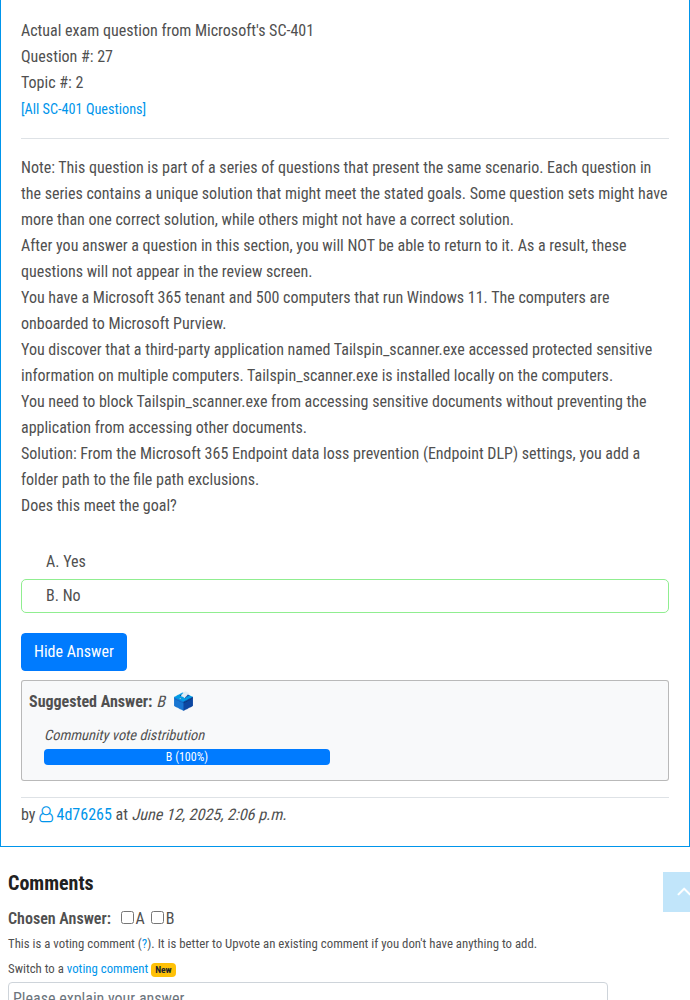 Actual exam question from Microsoft's SC-401
Question #: 27
Topic #: 2
[All SC-401 Questions]
Note: This question is part of a series of questions that present the same scenario. Each question in
the series contains a unique solution that might meet the stated goals. Some question sets might have
more than one correct solution, while others might not have a correct solution.
After you answer a question in this section, you will NOT be able to return to it. As a result, these
questions will not appear in the review screen.
You have a Microsoft 365 tenant and 500 computers that run Windows 11. The computers are
onboarded to Microsoft Purview.
You discover that a third-party application named Tailspin_scanner.exe accessed protected sensitive
information on multiple computers. Tailspin_scanner.exe is installed locally on the computers.
You need to block Tailspin_scanner.exe from accessing sensitive documents without preventing the
application from accessing other documents.
Solution: From the Microsoft 365 Endpoint data loss prevention (Endpoint DLP) settings, you add a
folder path to the file path exclusions.
Does this meet the goal?
A. Yes
B. No
Hide Answer
Suggested Answer: B
Community vote distribution
B (100%)
by 4d76265 at June 12, 2025, 2:06 p.m.
Comments
Chosen Answer: A B
This is a voting comment (?). It is better to Upvote an existing comment if you don't have anything to add.
Switch to a voting comment New
Please explain your answer